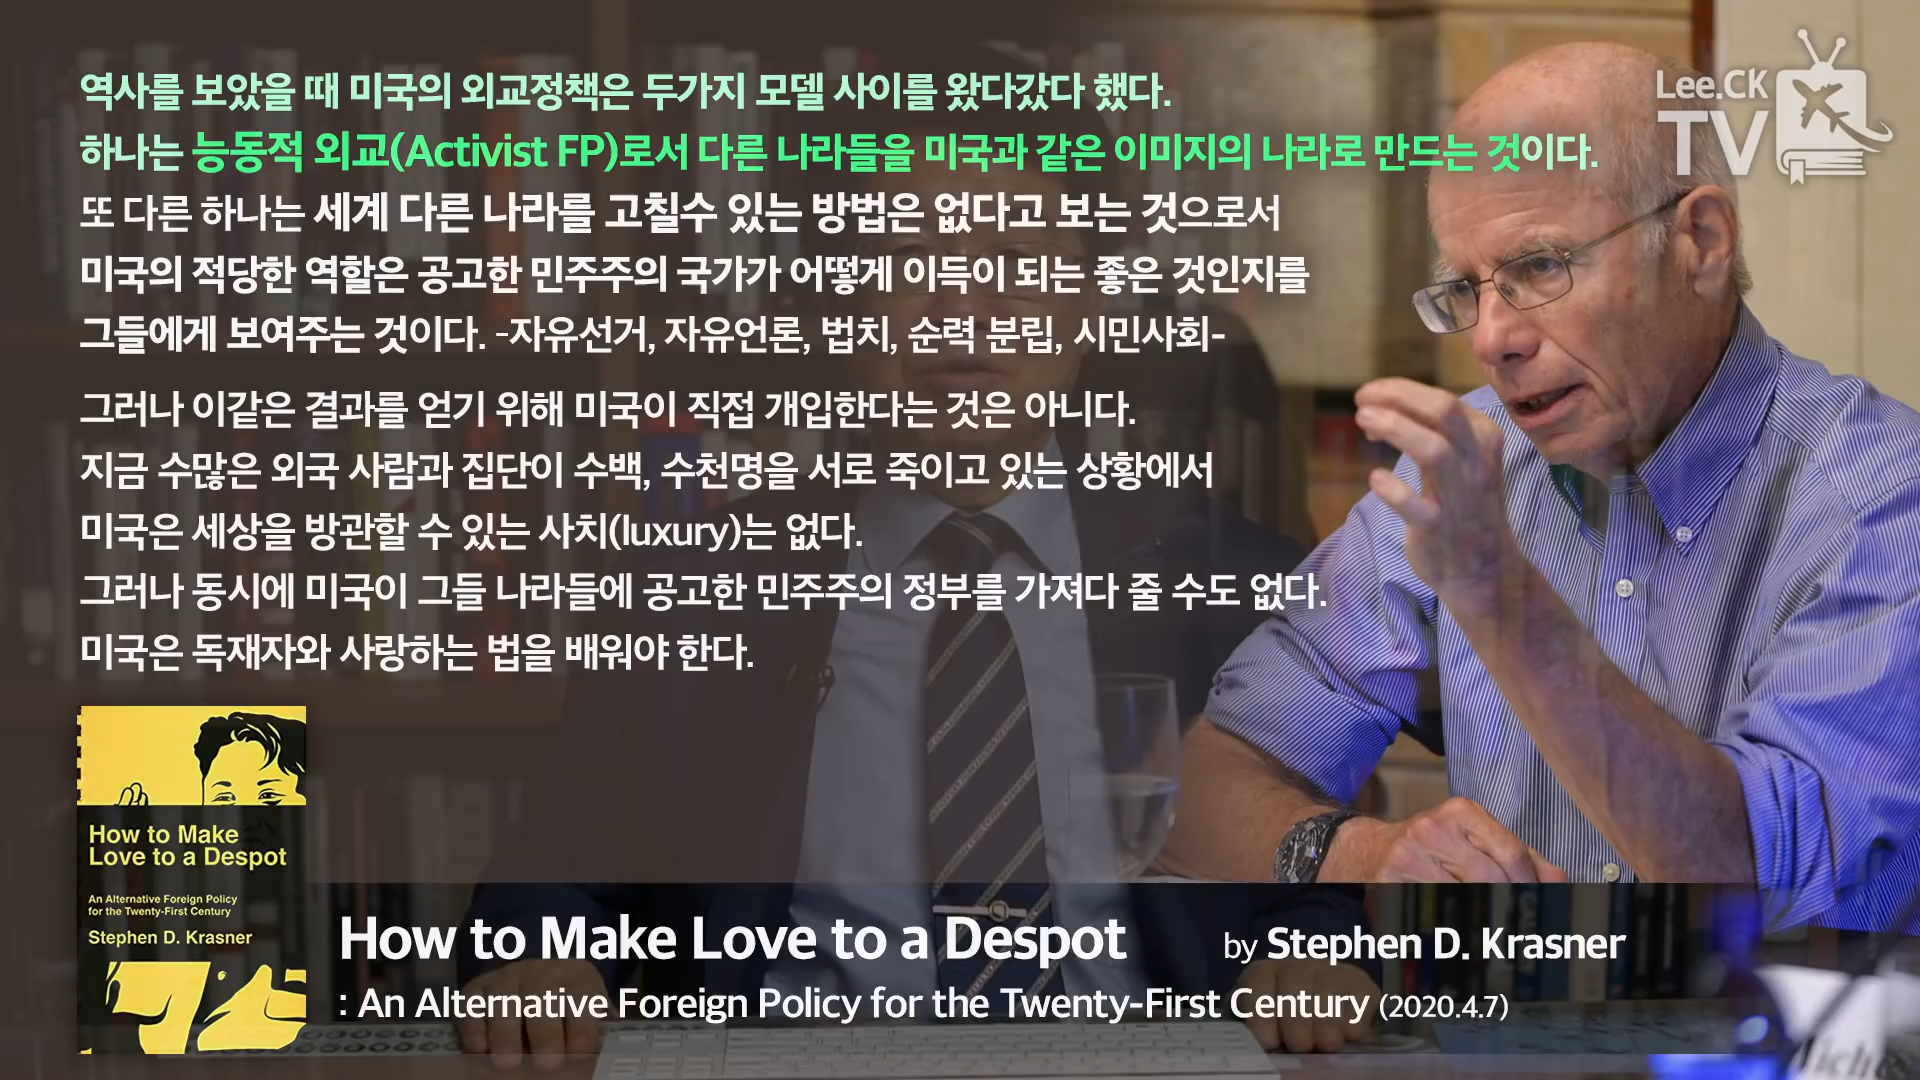 역사를 보았을 때 미국의 외교정책은 두가지 모델 사이를 왔다갔다 했다.
하나는 능동적 외교(Activist FP)로서 다른 나라들을 미국과 같은 이미지의 나라로 만드는 것이다.
또 다른 하나는 세계 다른 나라를 고칠수 있는 방법은 없다고 보는 것으로서
미국의 적당한 역할은 공고한 민주주의 국가가 어떻게 이득이 되는 좋은 것인지를
그들에게 보여주는 것이다. -자유선거, 자유언론, 법치, 순력 분립, 시민사회-
그러나 이같은 결과를 얻기 위해 미국이 직접 개입한다는 것은 아니다.
지금 수많은 외국 사람과 집단이 수백, 수천명을 서로 죽이고 있는 상황에서
미국은 세상을 방관할 수 있는 사치(luxury)는 없다.
그러나 동시에 미국이 그들 나라들에 공고한 민주주의 정부를 가져다 줄 수도 없다.
미국은 독재자와 사랑하는 법을 배워야 한다.
Lee.CK
TV
How to Make
Love to a Despot
An Alternative Foreign Policy
for the Twenty-First Century
Stephen D. Krasner
How to Make Love to a Despot by Stephen D. Krasner
: An Alternative Foreign Policy for the Twenty-First Century (2020.4.7)